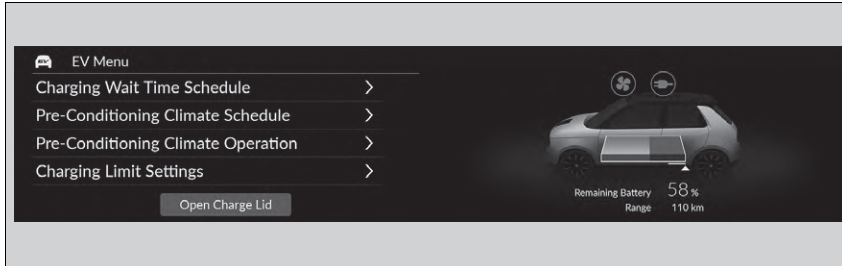 EV Menu
Charging Wait Time Schedule
Pre-Conditioning Climate Schedule
Pre-Conditioning Climate Operation
Charging Limit Settings
Open Charge Lid
Remaining Battery 58 %
Range 110 km